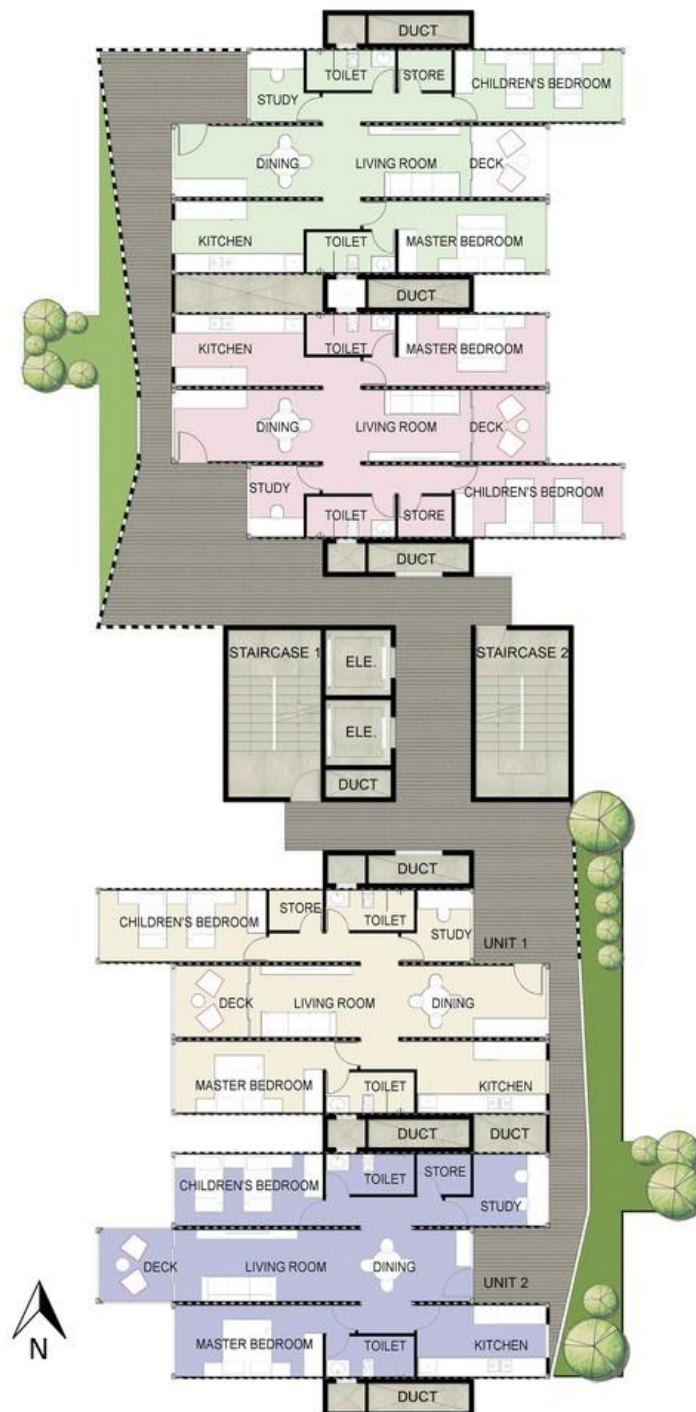 DUCT
TOILET
STORE
CHILDREN'S BEDROOM
STUDY
DINING
LIVING ROOM
DECK
KITCHEN
TOILET
MASTER BEDROOM
DUCT
KITCHEN
TOILET
MASTER BEDROOM
DINING
LIVING ROOM
DECK
STUDY
CHILDREN'S BEDROOM
TOILET
STORE
DUCT
STAIRCASE 1
ELE.
STAIRCASE 2
ELE.
DUCT
DUCT
CHILDREN'S BEDROOM
STORE
TOILET
STUDY
UNIT 1
DECK
LIVING ROOM
DINING
MASTER BEDROOM
TOILET
KITCHEN
DUCT
DUCT
CHILDREN'S BEDROOM
TOILET
STORE
STUDY
DECK
LIVING ROOM
DINING
UNIT 2
MASTER BEDROOM
TOILET
KITCHEN
N
DUCT